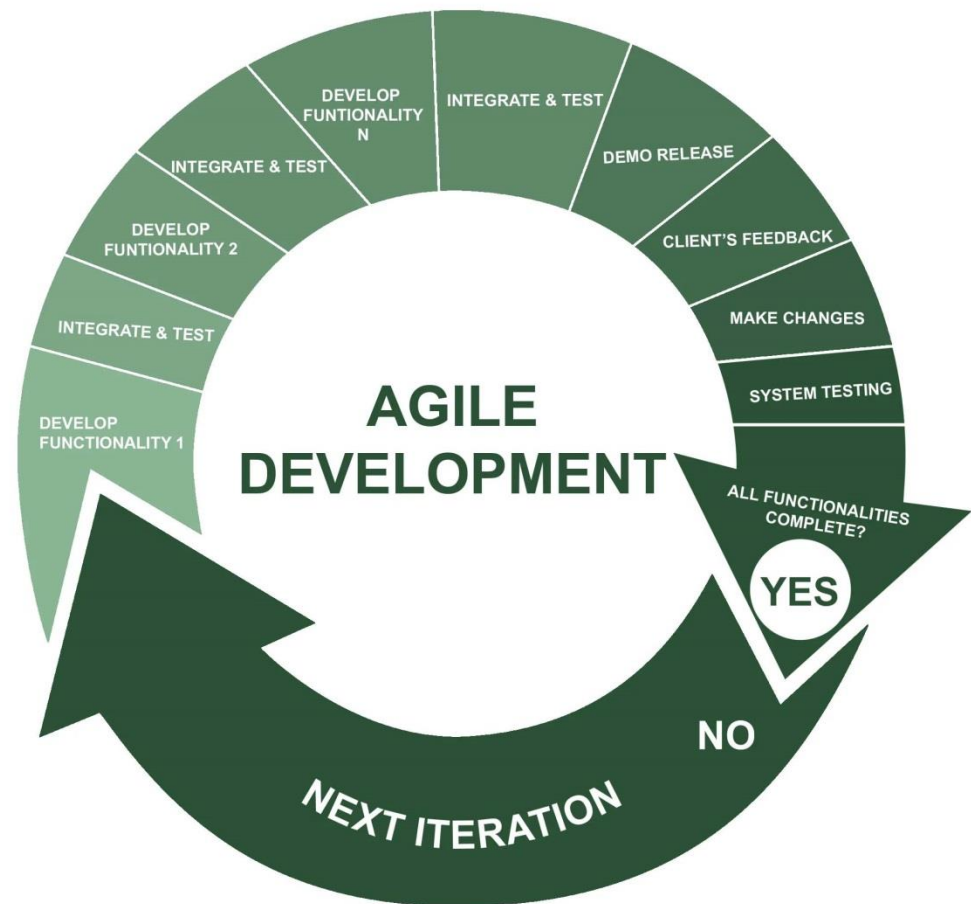 DEVELOP
FUNCTIONALITY 1
INTEGRATE & TEST
DEVELOP
FUNTIONALITY 2
INTEGRATE & TEST
DEVELOP
FUNTIONALITY
N
INTEGRATE & TEST
DEMO RELEASE
CLIENT'S FEEDBACK
MAKE CHANGES
SYSTEM TESTING
ALL FUNCTIONALITIES
COMPLETE?
YES
NO
NEXT ITERATION
AGILE
DEVELOPMENT